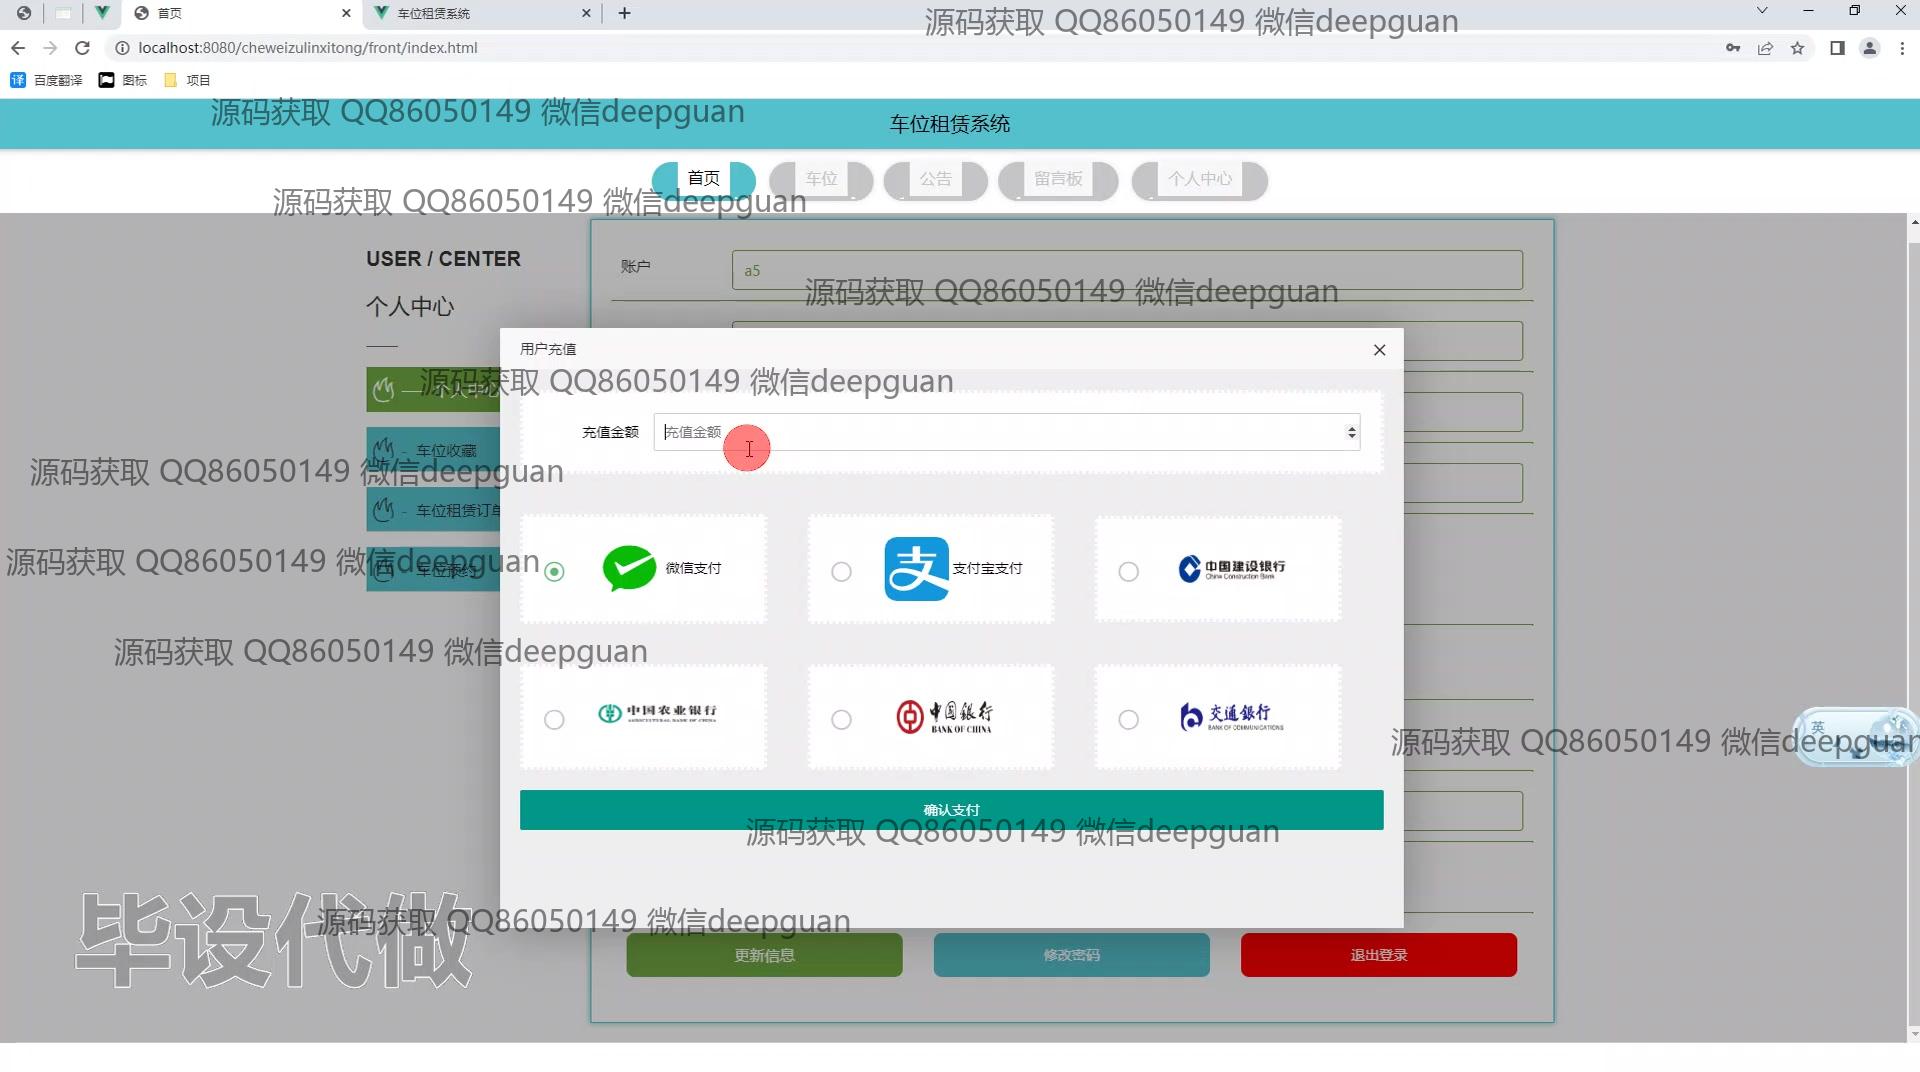 首页
车位租赁系统
源码获取 QQ86050149 微信deepguan
localhost:8080/cheweizulinxitong/front/index.html
译 百度翻译 图标 项目
源码获取 QQ86050149 微信deepguan
车位租赁系统
首页 车位 公告 留言板 个人中心
源码获取 QQ86050149 微信deepguan
USER / CENTER
账户 a5
源码获取 QQ86050149 微信deepguan
个人中心
用户充值
源码获取 QQ86050149 微信deepguan
个人中心
充值金额 充值金额
- 车位收藏
源码获取 QQ86050149 微信deepguan
- 车位租赁订单
源码获取 QQ86050149 微信deepguan
车位预约
微信支付
支 支付宝支付
中国建设银行
China Construction Bank
源码获取 QQ86050149 微信deepguan
中国农业银行
AGRICULTURAL BANK OF CHINA
中国银行
BANK OF CHINA
交通银行
BANK OF COMMUNICATIONS
英
源码获取 QQ86050149 微信deepguan
确认支付
源码获取 QQ86050149 微信deepguan
毕设代做
源码获取 QQ86050149 微信deepguan
更新信息 修改密码 退出登录